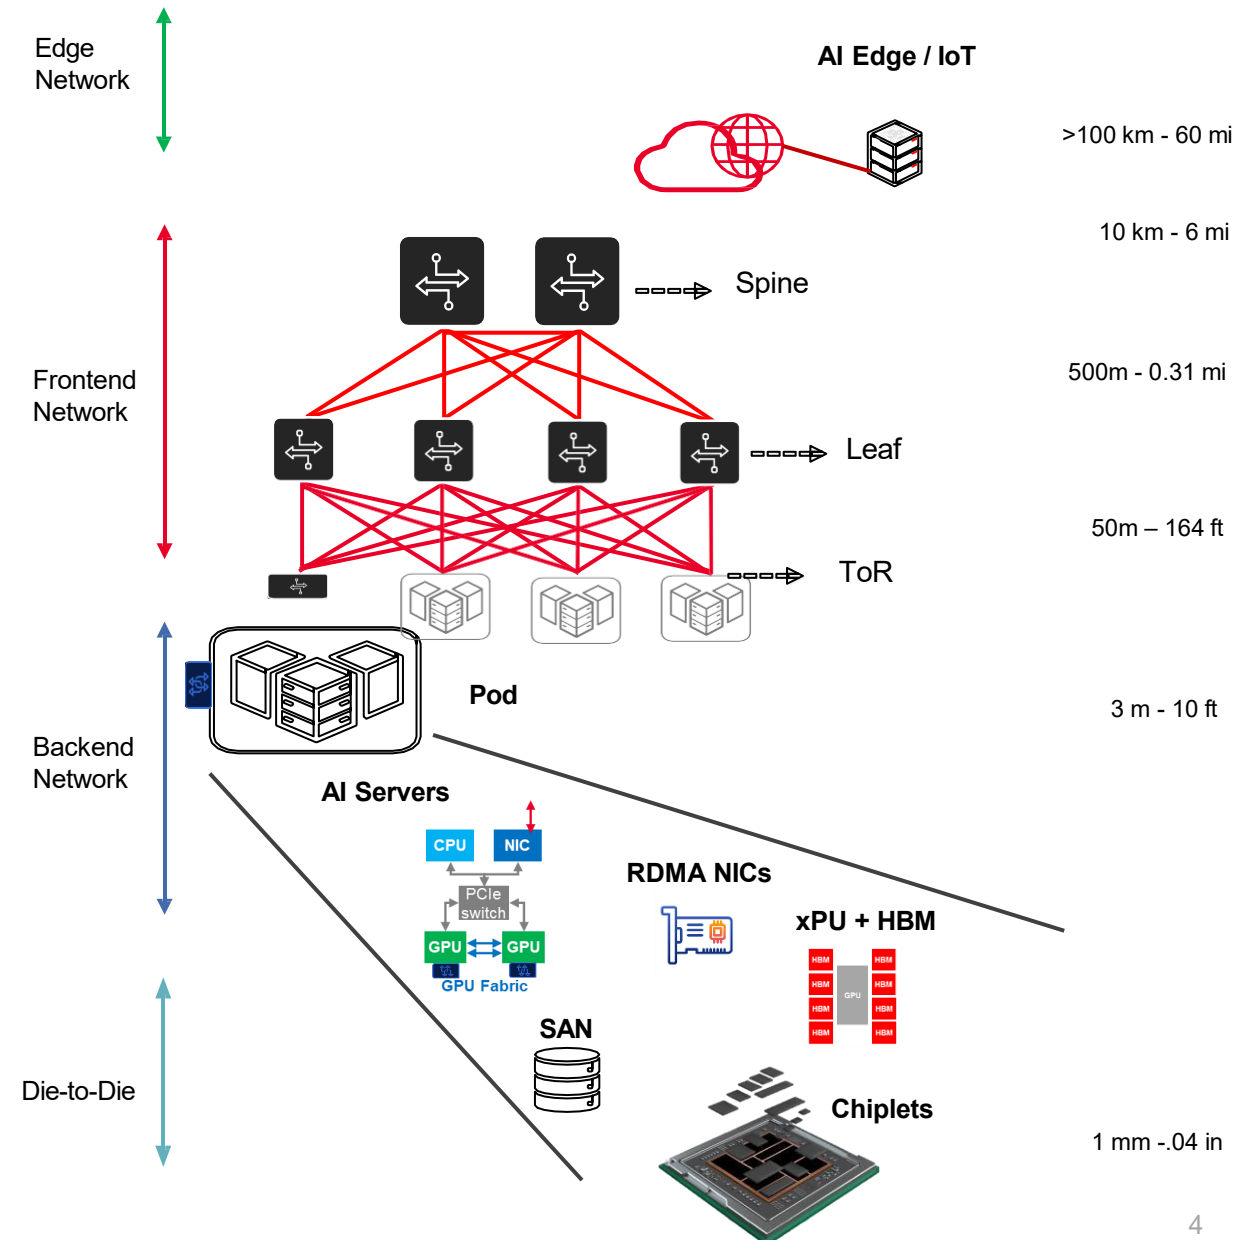 Edge
Network
AI Edge / IoT
>100 km - 60 mi
10 km - 6 mi
Spine
Frontend
Network
500m - 0.31 mi
Leaf
50m – 164 ft
ToR
Pod
3 m - 10 ft
Backend
Network
AI Servers
CPU
NIC
PCIe
switch
GPU
GPU
GPU Fabric
RDMA NICs
xPU + HBM
HBM
HBM
HBM
HBM
GPU
HBM
HBM
HBM
HBM
SAN
Die-to-Die
Chiplets
1 mm -.04 in
4